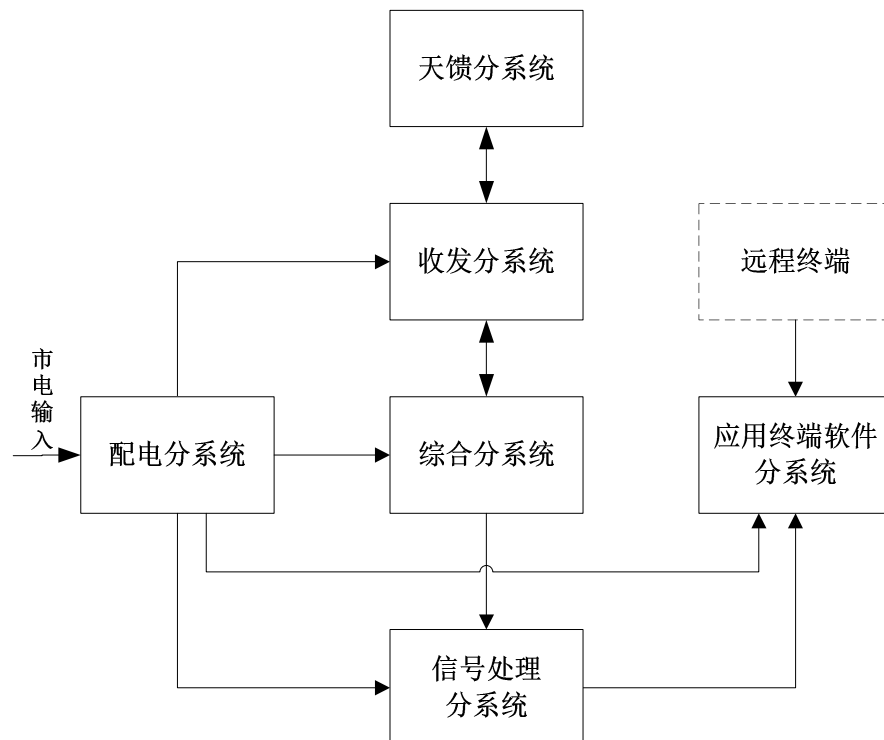 天馈分系统
收发分系统
远程终端
市电输入
配电分系统
综合分系统
应用终端软件
分系统
信号处理
分系统